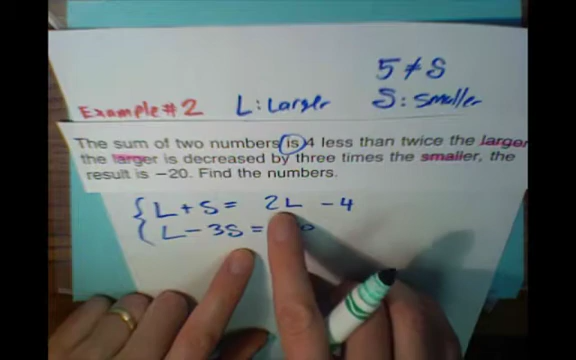 5 ≠ S
Example #2 L: Larger S: smaller
The sum of two numbers is 4 less than twice the larger
the larger is decreased by three times the smaller, the
result is −20. Find the numbers.
L + S = 2L − 4
L − 3S =